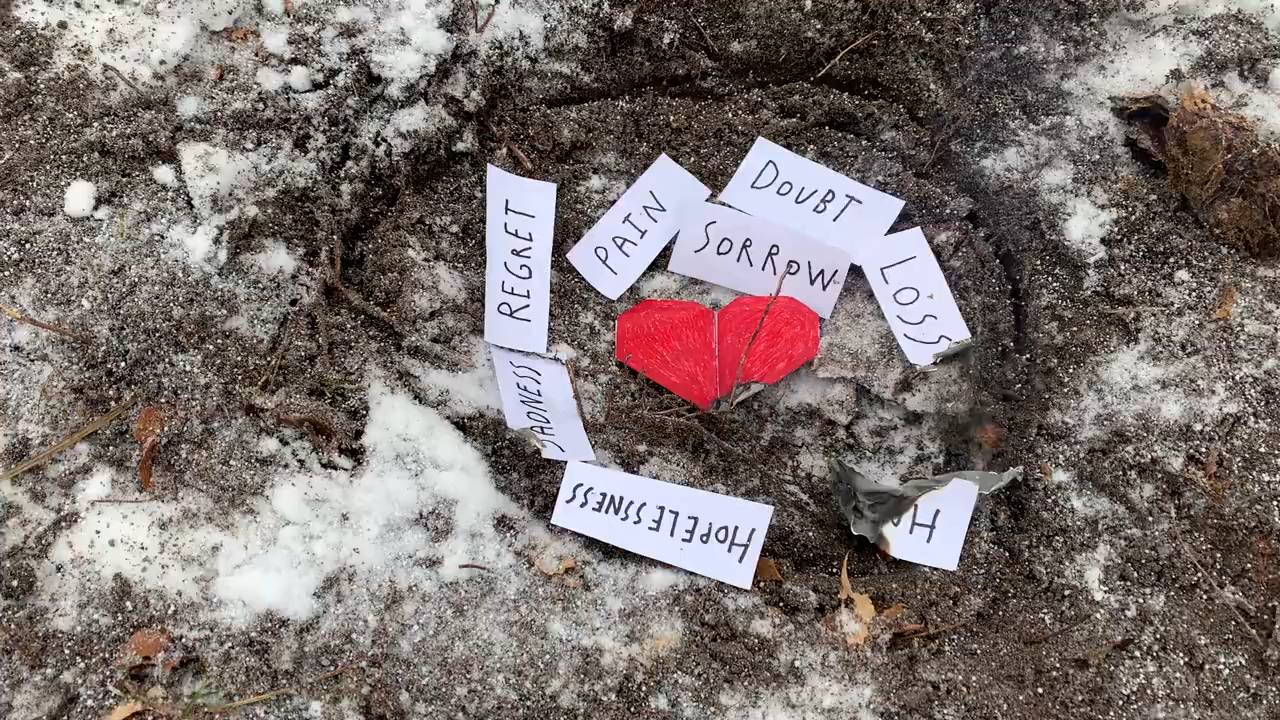 DOUBT
PAIN
REGRET
SORROW
LOSS
SADNESS
HOPELESSNESS